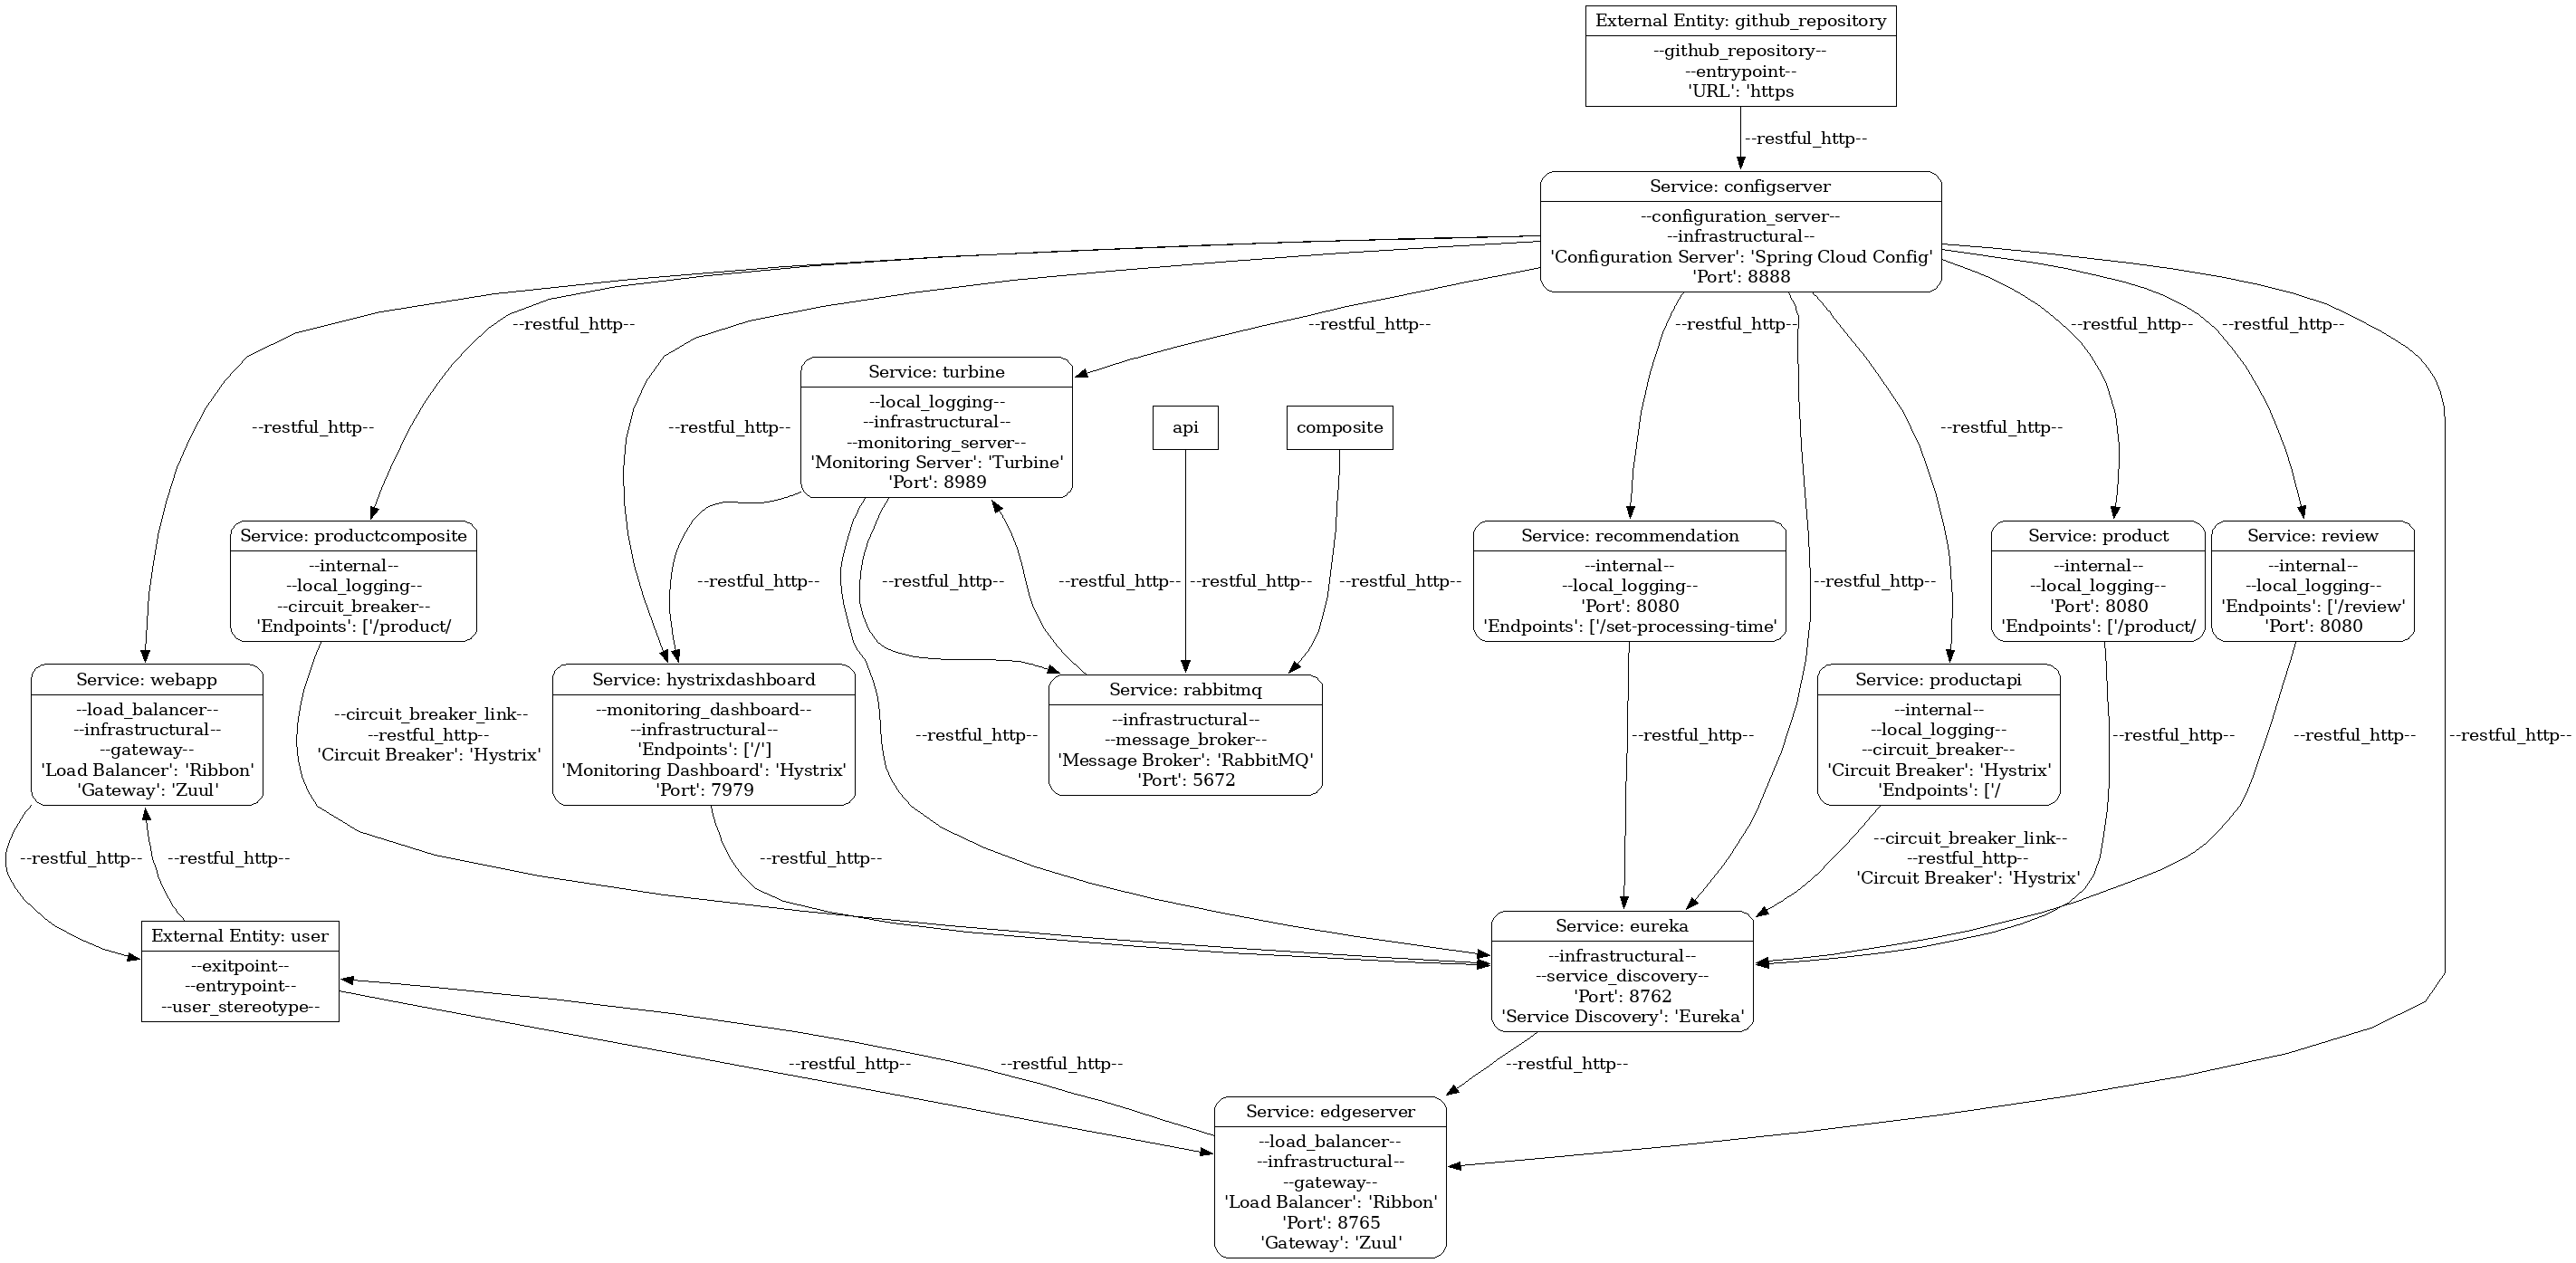 External Entity: github_repository
--github_repository--
--entrypoint--
'URL': 'https
--restful_http--
Service: configserver
--configuration_server--
--infrastructural--
'Configuration Server': 'Spring Cloud Config'
'Port': 8888
--restful_http--
--restful_http--
--restful_http--
--restful_http--
--restful_http--
Service: turbine
--local_logging--
--infrastructural--
--monitoring_server--
'Monitoring Server': 'Turbine'
'Port': 8989
--restful_http--
--restful_http--
api
composite
--restful_http--
Service: productcomposite
--internal--
--local_logging--
--circuit_breaker--
'Endpoints': ['/product/
--restful_http--
--restful_http--
--restful_http--
--restful_http--
--restful_http--
Service: recommendation
--internal--
--local_logging--
'Port': 8080
'Endpoints': ['/set-processing-time'
--restful_http--
Service: product
--internal--
--local_logging--
'Port': 8080
'Endpoints': ['/product/
Service: review
--internal--
--local_logging--
'Endpoints': ['/review'
'Port': 8080
Service: webapp
--load_balancer--
--infrastructural--
--gateway--
'Load Balancer': 'Ribbon'
'Gateway': 'Zuul'
--circuit_breaker_link--
--restful_http--
'Circuit Breaker': 'Hystrix'
Service: hystrixdashboard
--monitoring_dashboard--
--infrastructural--
'Endpoints': ['/']
'Monitoring Dashboard': 'Hystrix'
'Port': 7979
--restful_http--
Service: rabbitmq
--infrastructural--
--message_broker--
'Message Broker': 'RabbitMQ'
'Port': 5672
--restful_http--
Service: productapi
--internal--
--local_logging--
--circuit_breaker--
'Circuit Breaker': 'Hystrix'
'Endpoints': ['/
--restful_http--
--restful_http--
--restful_http--
--restful_http--
--restful_http--
--restful_http--
--circuit_breaker_link--
--restful_http--
'Circuit Breaker': 'Hystrix'
External Entity: user
--exitpoint--
--entrypoint--
--user_stereotype--
Service: eureka
--infrastructural--
--service_discovery--
'Port': 8762
'Service Discovery': 'Eureka'
--restful_http--
--restful_http--
--restful_http--
Service: edgeserver
--load_balancer--
--infrastructural--
--gateway--
'Load Balancer': 'Ribbon'
'Port': 8765
'Gateway': 'Zuul'